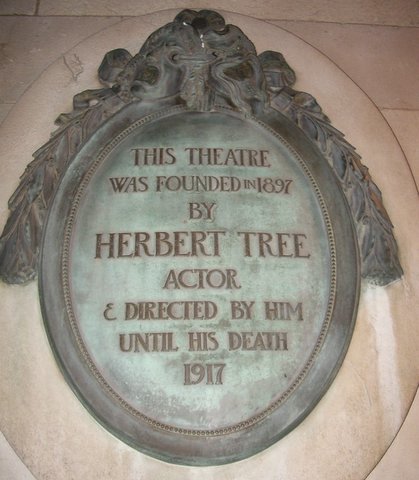 THIS THEATRE
WAS FOUNDED IN 1897
BY
HERBERT TREE
ACTOR
& DIRECTED BY HIM
UNTIL HIS DEATH
1917